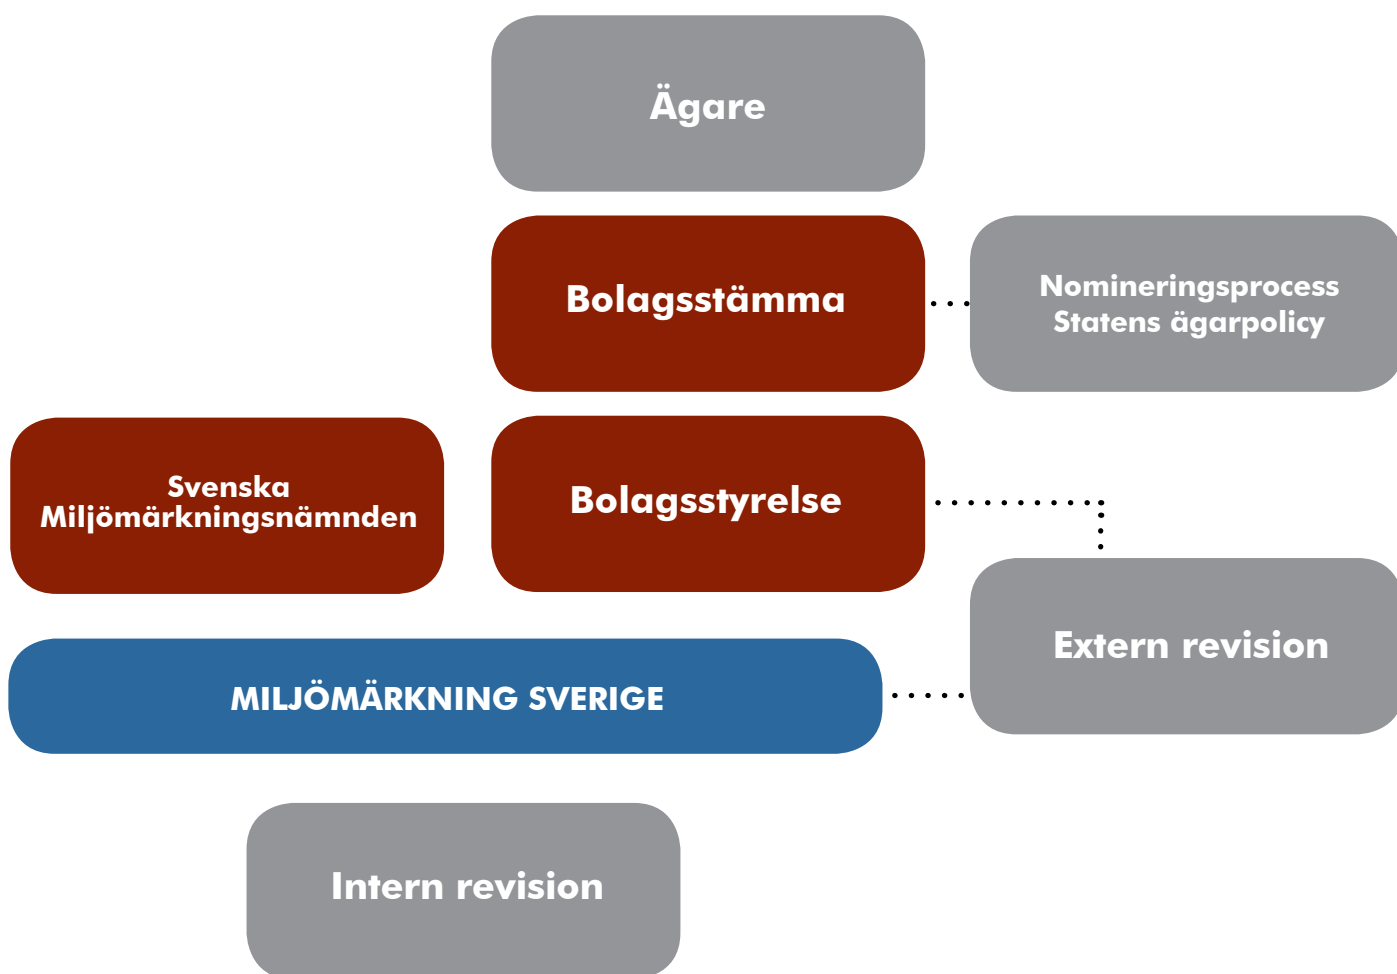 Ägare
Bolagsstämma
Nomineringsprocess
Statens ägarpolicy
Svenska
Miljömärkningsnämnden
Bolagsstyrelse
Extern revision
MILJÖMÄRKNING SVERIGE
Intern revision